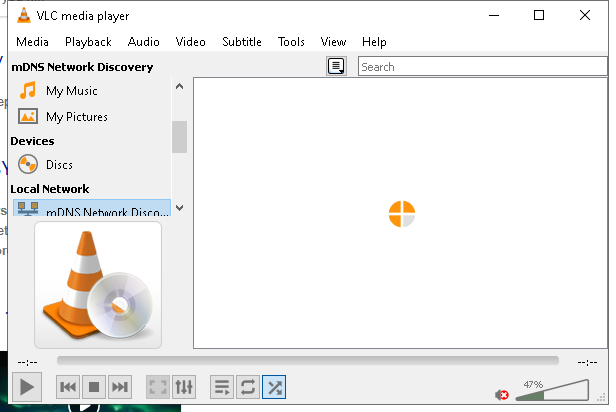 VLC media player
Media Playback Audio Video Subtitle Tools View Help
mDNS Network Discovery
Search
My Music
My Pictures
Devices
Discs
Local Network
mDNS Network Disco...
--:--
--:--
47%